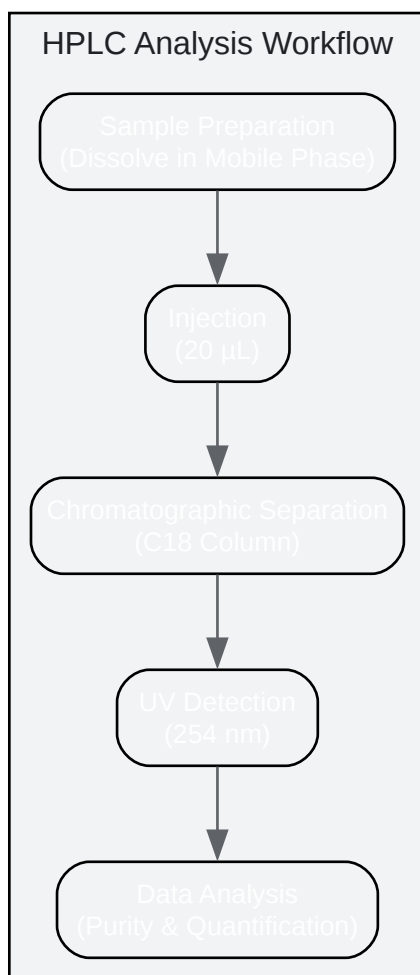 HPLC Analysis Workflow
Sample Preparation
(Dissolve in Mobile Phase)
Injection
(20 µL)
Chromatographic Separation
(C18 Column)
UV Detection
(254 nm)
Data Analysis
(Purity & Quantification)